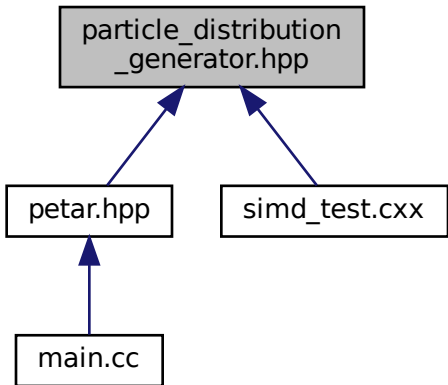 particle_distribution
_generator.hpp
petar.hpp
simd_test.cxx
main.cc